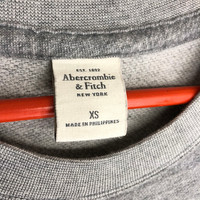 EST. 1892
Abercrombie
& Fitch
NEW YORK
XS
MADE IN PHILIPPINES